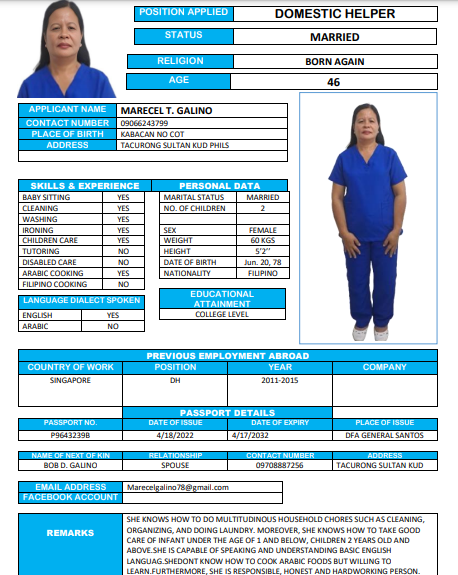 POSITION APPLIED DOMESTIC HELPER
STATUS MARRIED
RELIGION BORN AGAIN
AGE 46
APPLICANT NAME MARECEL T. GALINO
CONTACT NUMBER 09066243799
PLACE OF BIRTH KABACAN NO COT
ADDRESS TACURONG SULTAN KUD PHILS
SKILLS & EXPERIENCE
BABY SITTING YES
CLEANING YES
WASHING YES
IRONING YES
CHILDREN CARE YES
TUTORING NO
DISABLED CARE NO
ARABIC COOKING YES
FILIPINO COOKING NO
PERSONAL DATA
MARITAL STATUS MARRIED
NO. OF CHILDREN 2
SEX FEMALE
WEIGHT 60 KGS
HEIGHT 5'2''
DATE OF BIRTH Jun. 20, 78
NATIONALITY FILIPINO
LANGUAGE DIALECT SPOKEN
ENGLISH YES
ARABIC NO
EDUCATIONAL
ATTAINMENT
COLLEGE LEVEL
PREVIOUS EMPLOYMENT ABROAD
COUNTRY OF WORK POSITION YEAR COMPANY
SINGAPORE DH 2011-2015
PASSPORT DETAILS
PASSPORT NO. DATE OF ISSUE DATE OF EXPIRY PLACE OF ISSUE
P9643239B 4/18/2022 4/17/2032 DFA GENERAL SANTOS
NAME OF NEXT OF KIN RELATIONSHIP CONTACT NUMBER ADDRESS
BOB D. GALINO SPOUSE 09708887256 TACURONG SULTAN KUD
EMAIL ADDRESS Marecelgalino78@gmail.com
FACEBOOK ACCOUNT
REMARKS
SHE KNOWS HOW TO DO MULTITUDINOUS HOUSEHOLD CHORES SUCH AS CLEANING,
ORGANIZING, AND DOING LAUNDRY. MOREOVER, SHE KNOWS HOW TO TAKE GOOD
CARE OF INFANT UNDER THE AGE OF 1 AND BELOW, CHILDREN 2 YEARS OLD AND
ABOVE.SHE IS CAPABLE OF SPEAKING AND UNDERSTANDING BASIC ENGLISH
LANGUAG.SHEDONT KNOW HOW TO COOK ARABIC FOODS BUT WILLING TO
LEARN.FURTHERMORE, SHE IS RESPONSIBLE, HONEST AND HARDWORKING PERSON.